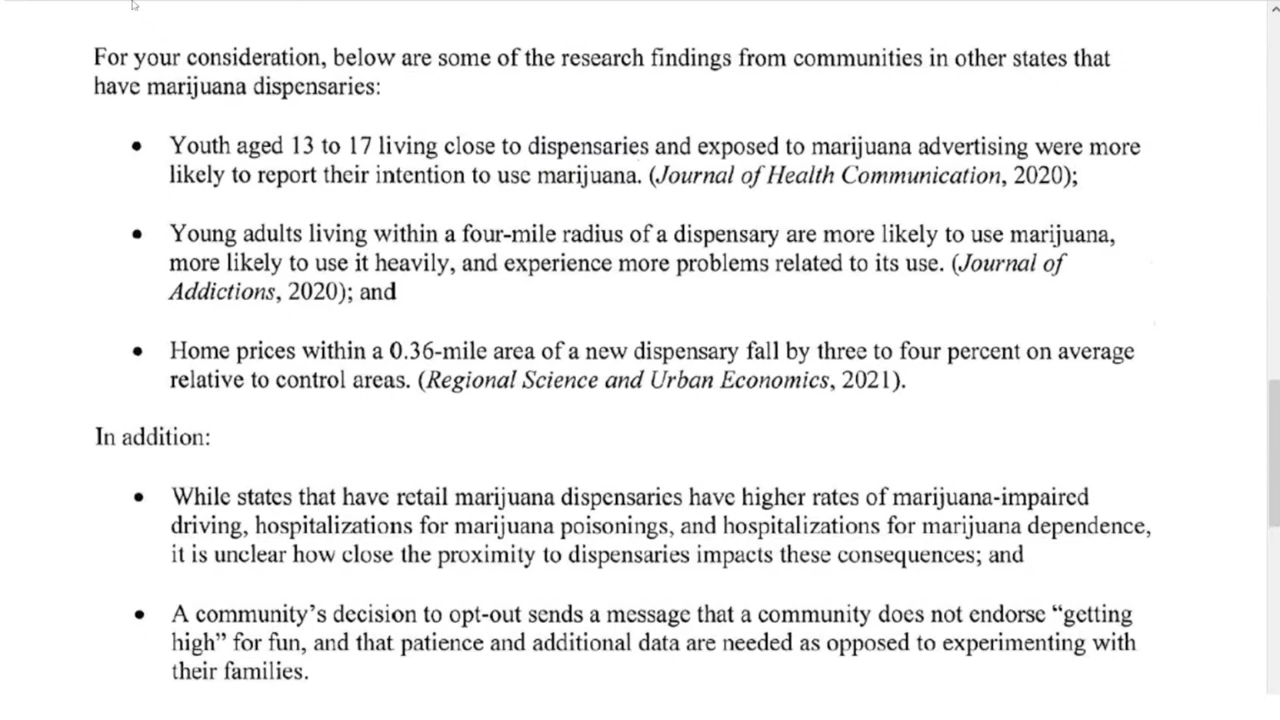 For your consideration, below are some of the research findings from communities in other states that
have marijuana dispensaries:
• Youth aged 13 to 17 living close to dispensaries and exposed to marijuana advertising were more
likely to report their intention to use marijuana. (Journal of Health Communication, 2020);
• Young adults living within a four-mile radius of a dispensary are more likely to use marijuana,
more likely to use it heavily, and experience more problems related to its use. (Journal of
Addictions, 2020); and
• Home prices within a 0.36-mile area of a new dispensary fall by three to four percent on average
relative to control areas. (Regional Science and Urban Economics, 2021).
In addition:
• While states that have retail marijuana dispensaries have higher rates of marijuana-impaired
driving, hospitalizations for marijuana poisonings, and hospitalizations for marijuana dependence,
it is unclear how close the proximity to dispensaries impacts these consequences; and
• A community’s decision to opt-out sends a message that a community does not endorse “getting
high” for fun, and that patience and additional data are needed as opposed to experimenting with
their families.